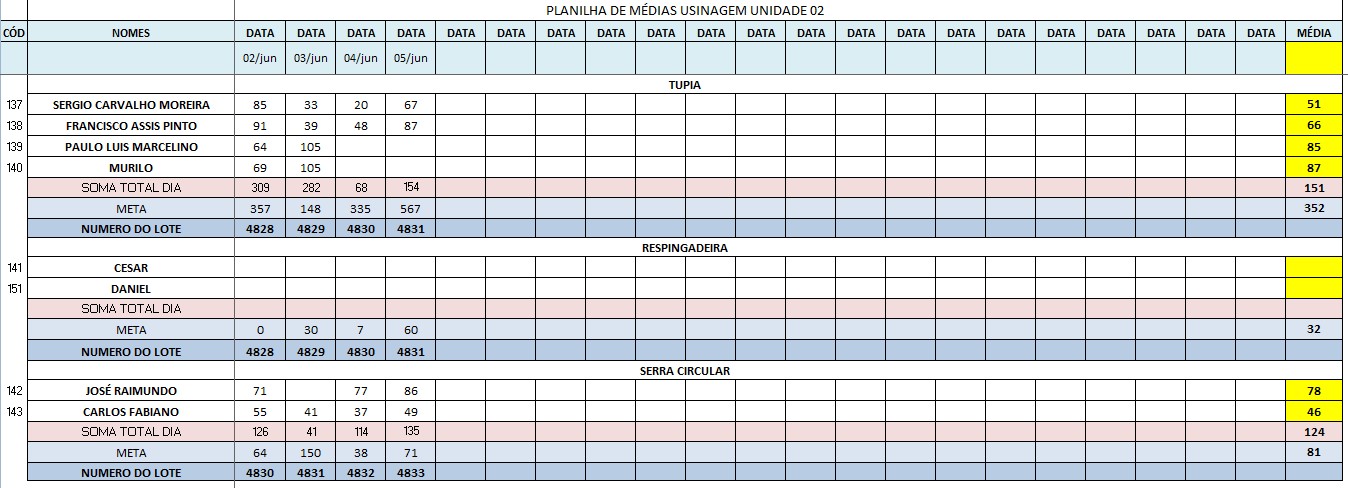 PLANILHA DE MÉDIAS USINAGEM UNIDADE 02
CÓD NOMES DATA DATA DATA DATA DATA DATA DATA DATA DATA DATA DATA DATA DATA DATA DATA DATA DATA DATA DATA DATA DATA MÉDIA
02/jun 03/jun 04/jun 05/jun
TUPIA
137 SERGIO CARVALHO MOREIRA 85 33 20 67 51
138 FRANCISCO ASSIS PINTO 91 39 48 87 66
139 PAULO LUIS MARCELINO 64 105 85
140 MURILO 69 105 87
SOMA TOTAL DIA 309 282 68 154 151
META 357 148 335 567 352
NUMERO DO LOTE 4828 4829 4830 4831
RESPINGADEIRA
141 CESAR
151 DANIEL
SOMA TOTAL DIA
META 0 30 7 60 32
NUMERO DO LOTE 4828 4829 4830 4831
SERRA CIRCULAR
142 JOSÉ RAIMUNDO 71 77 86 78
143 CARLOS FABIANO 55 41 37 49 46
SOMA TOTAL DIA 126 41 114 135 124
META 64 150 38 71 81
NUMERO DO LOTE 4830 4831 4832 4833